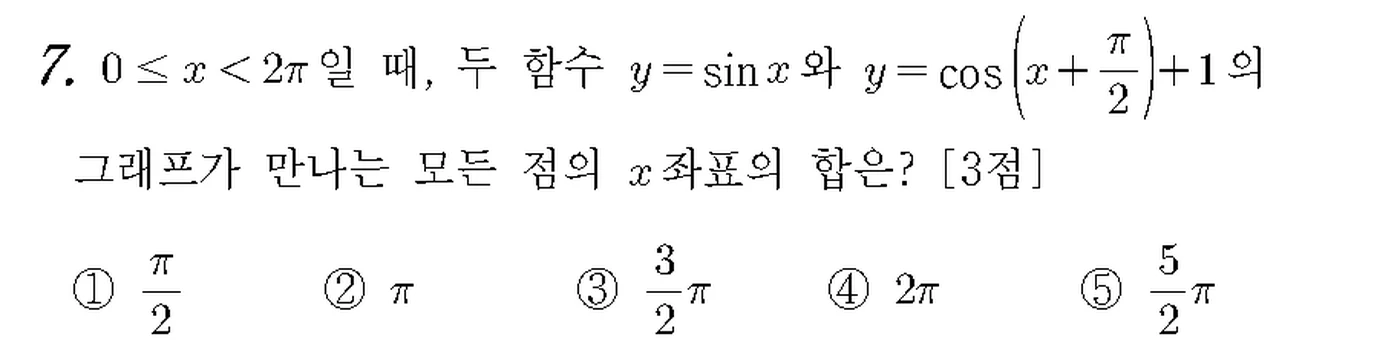 7. 0 ≤ x < 2π 일 때, 두 함수 y = sin x 와 y = cos(x + π/2) + 1 의
그래프가 만나는 모든 점의 x 좌표의 합은? [3점]
① π/2 ② π ③ 3/2 π ④ 2π ⑤ 5/2 π